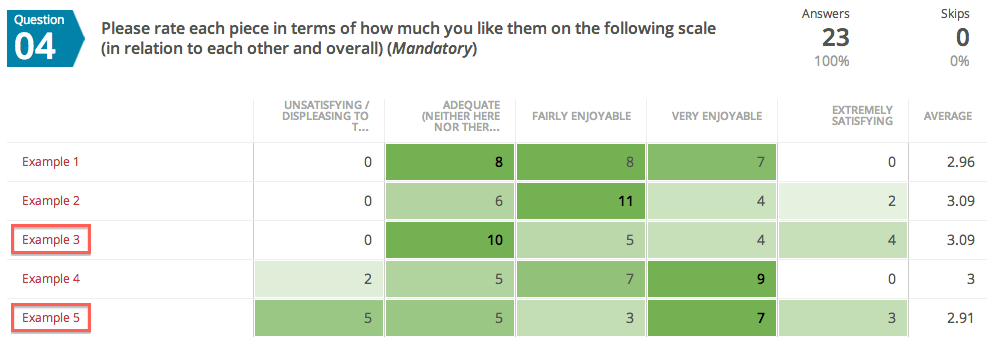 Question
04
Please rate each piece in terms of how much you like them on the following scale
(in relation to each other and overall) (Mandatory)
Answers
23
100%
Skips
0
0%
UNSATISFYING /
DISPLEASING TO
T...
ADEQUATE
(NEITHER HERE
NOR THER...
FAIRLY ENJOYABLE
VERY ENJOYABLE
EXTREMELY
SATISFYING
AVERAGE
Example 1 0 8 8 7 0 2.96
Example 2 0 6 11 4 2 3.09
Example 3 0 10 5 4 4 3.09
Example 4 2 5 7 9 0 3
Example 5 5 5 3 7 3 2.91